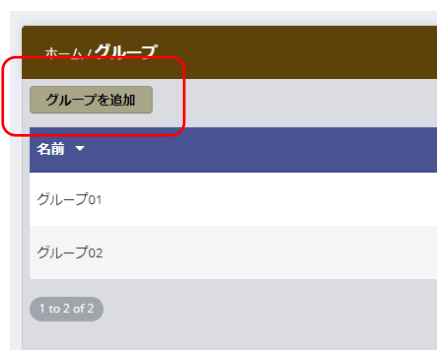 ホーム / グループ
グループを追加
名前
グループ01
グループ02
1 to 2 of 2